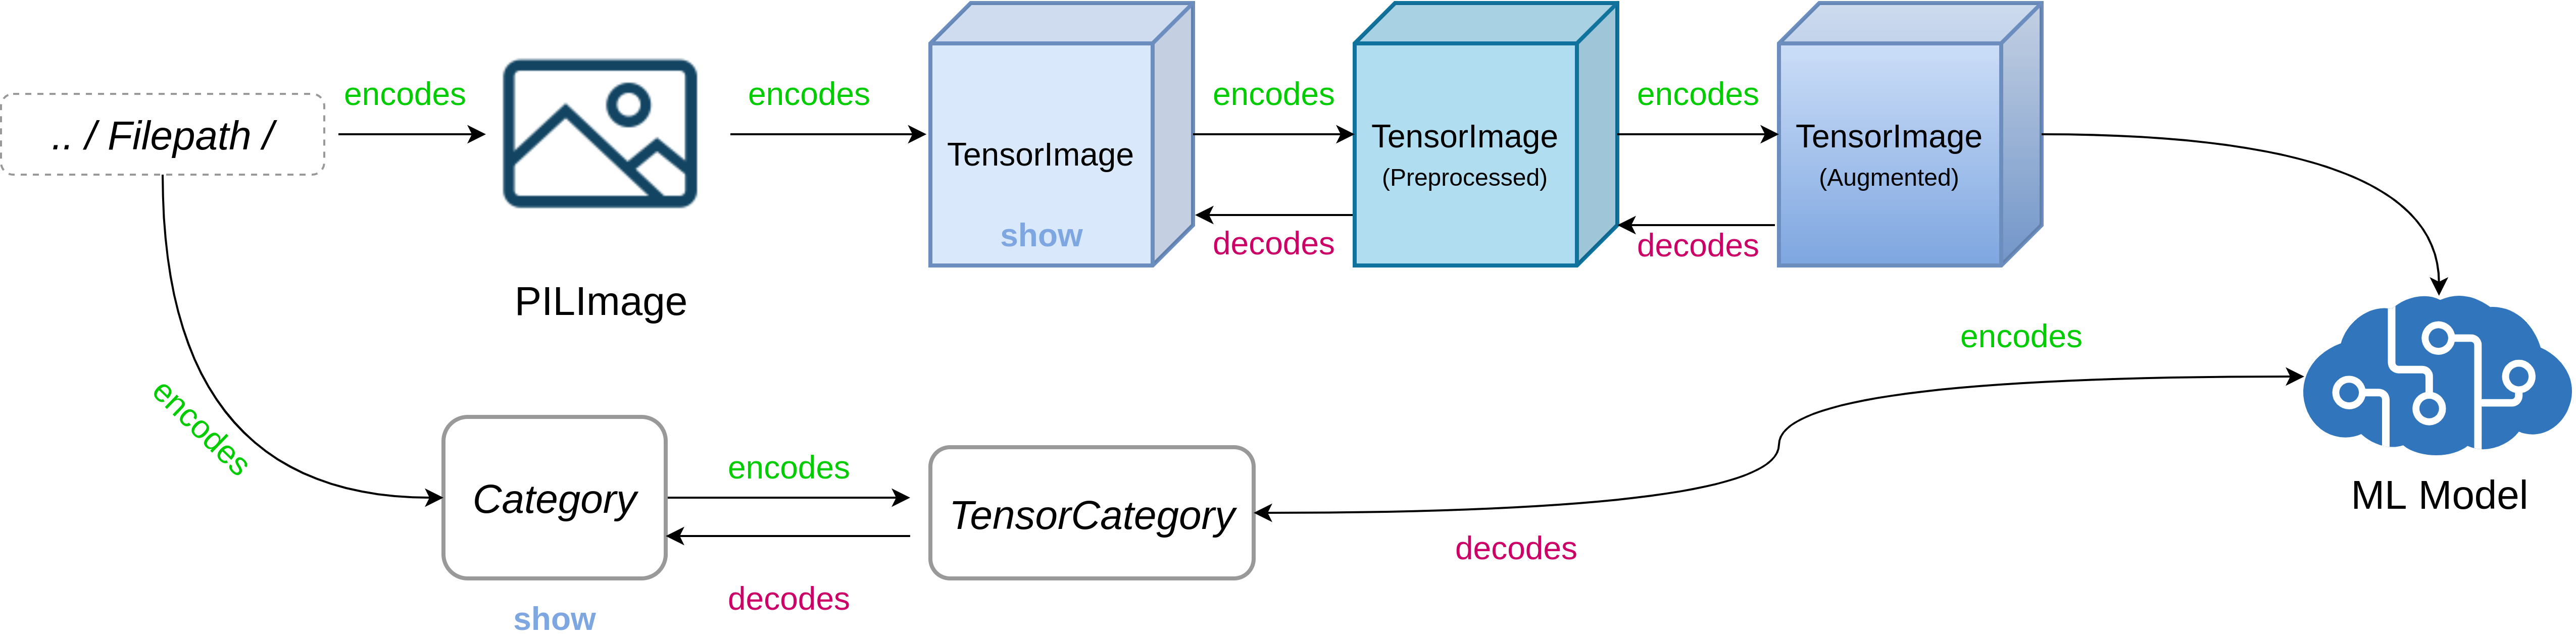 encodes
encodes
encodes
encodes
.. / Filepath /
TensorImage
TensorImage
(Preprocessed)
TensorImage
(Augmented)
show
decodes
decodes
PILImage
encodes
encodes
Category
encodes
TensorCategory
ML Model
decodes
decodes
show